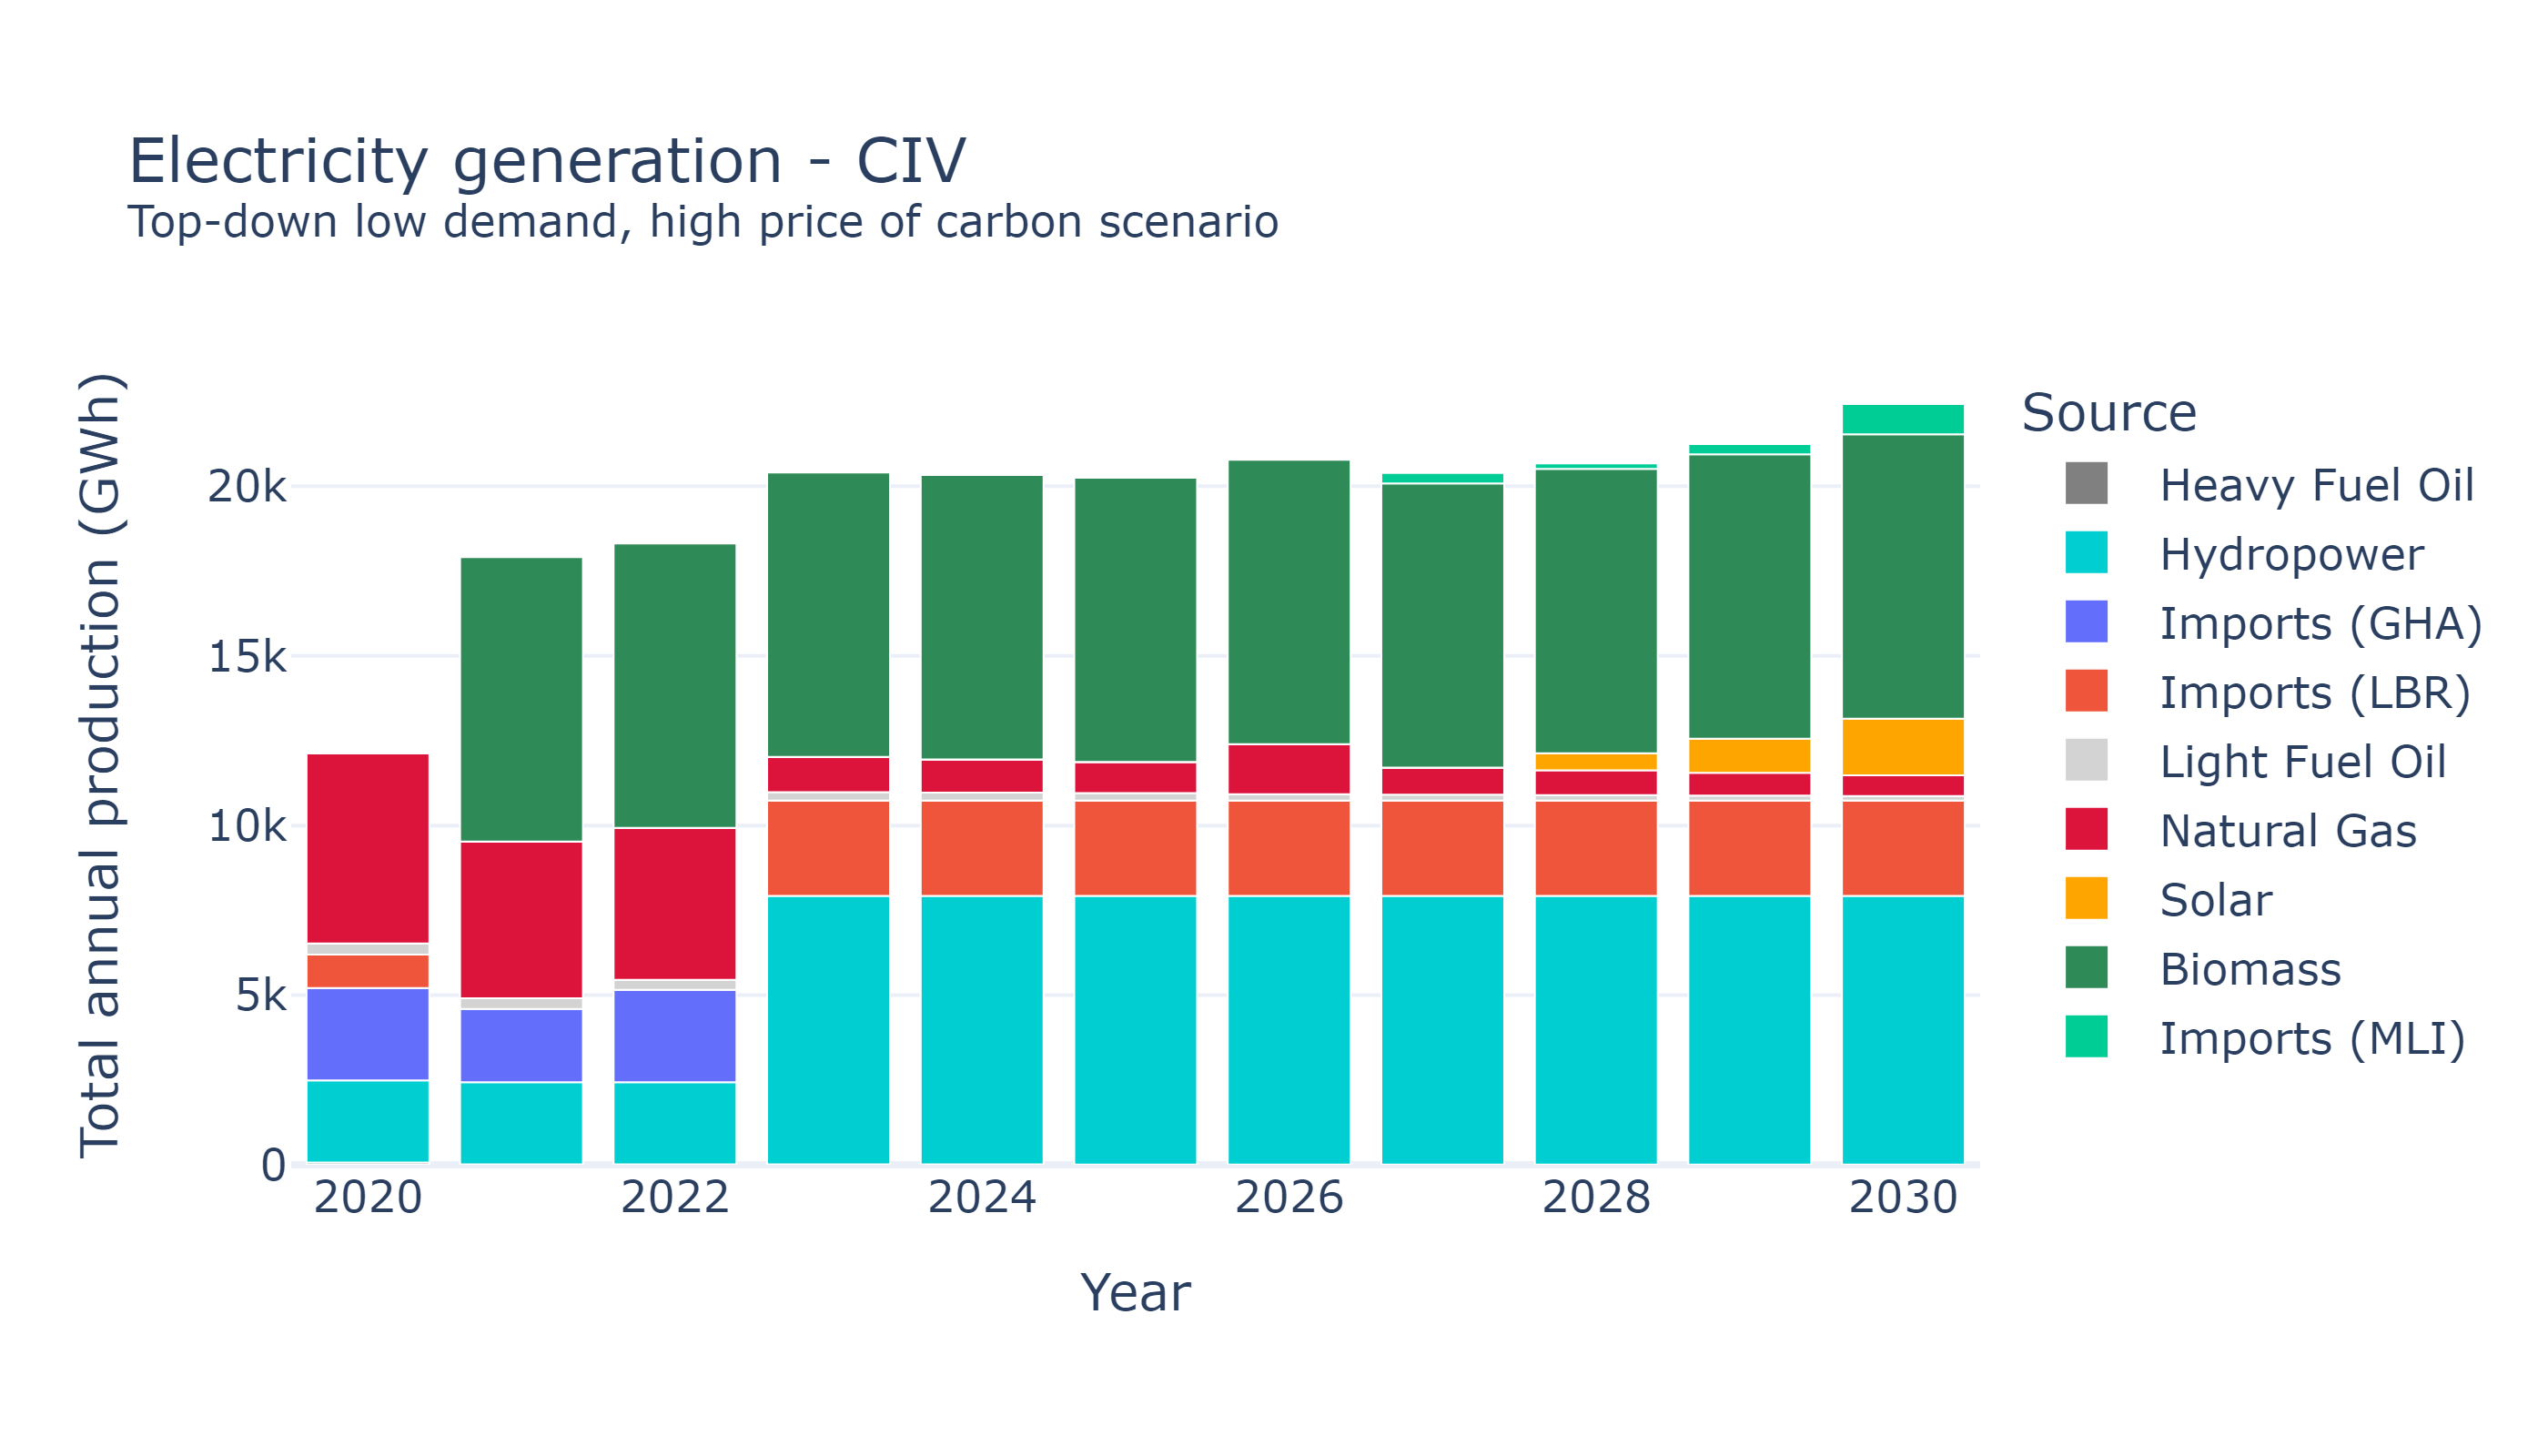 Electricity generation - CIV
Top-down low demand, high price of carbon scenario
Total annual production (GWh)
20k
15k
10k
5k
0
2020
2022
2024
2026
2028
2030
Year
Source
Heavy Fuel Oil
Hydropower
Imports (GHA)
Imports (LBR)
Light Fuel Oil
Natural Gas
Solar
Biomass
Imports (MLI)